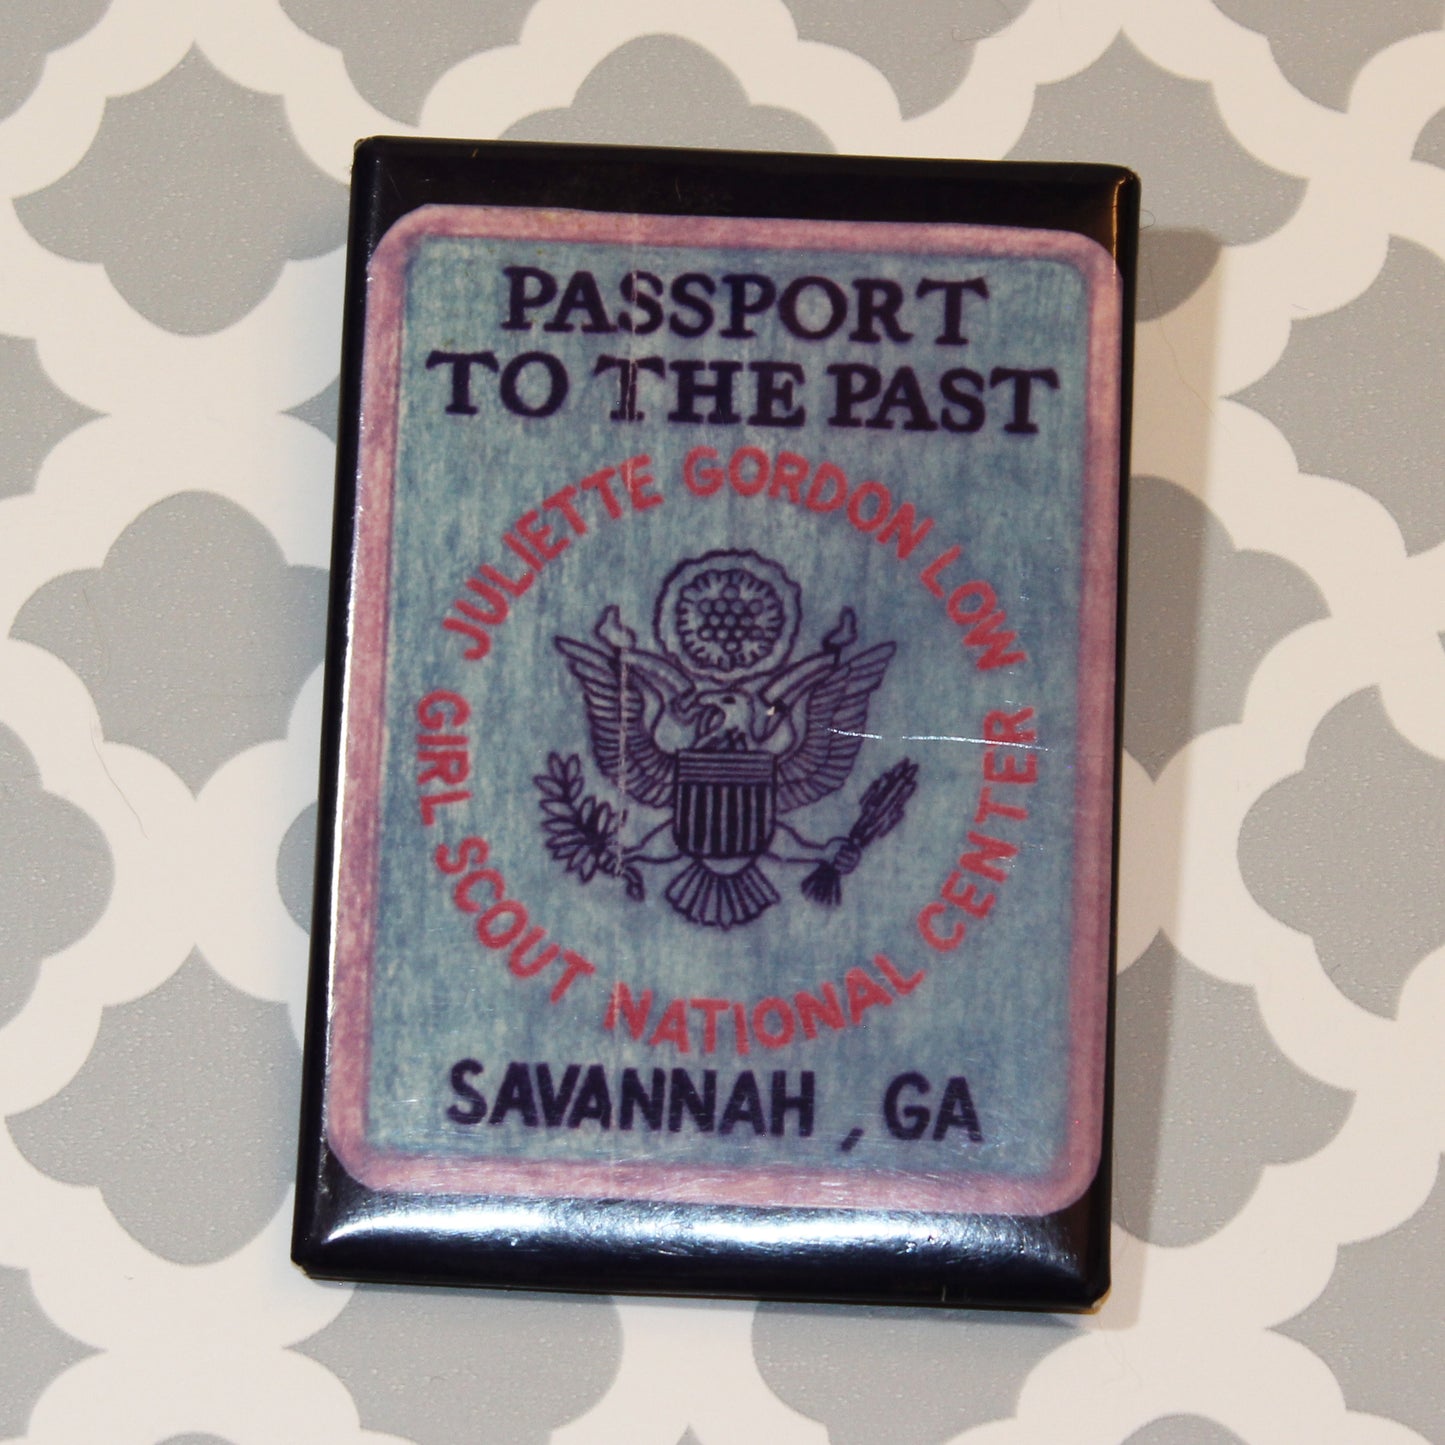 PASSPORT
TO THE PAST
JULIETTE GORDON LOW
GIRL SCOUT NATIONAL CENTER
SAVANNAH, GA